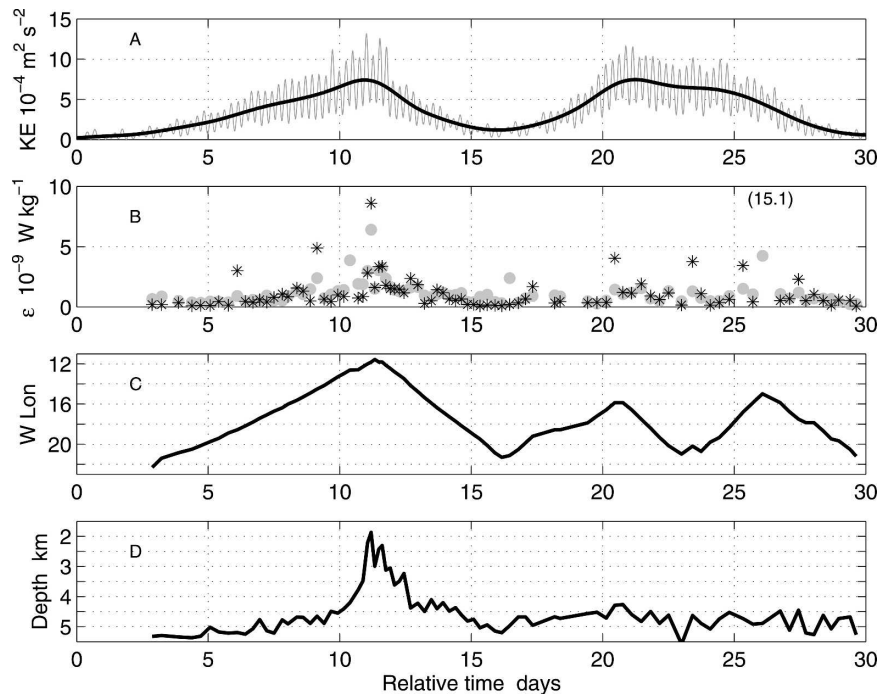 15
10
5
0
KE 10⁻⁴ m² s⁻²
A
0 5 10 15 20 25 30
10
5
0
ε 10⁻⁹ W kg⁻¹
B
(15.1)
0 5 10 15 20 25 30
12
16
20
W Lon
C
0 5 10 15 20 25 30
2
3
4
5
Depth km
D
0 5 10 15 20 25 30
Relative time days